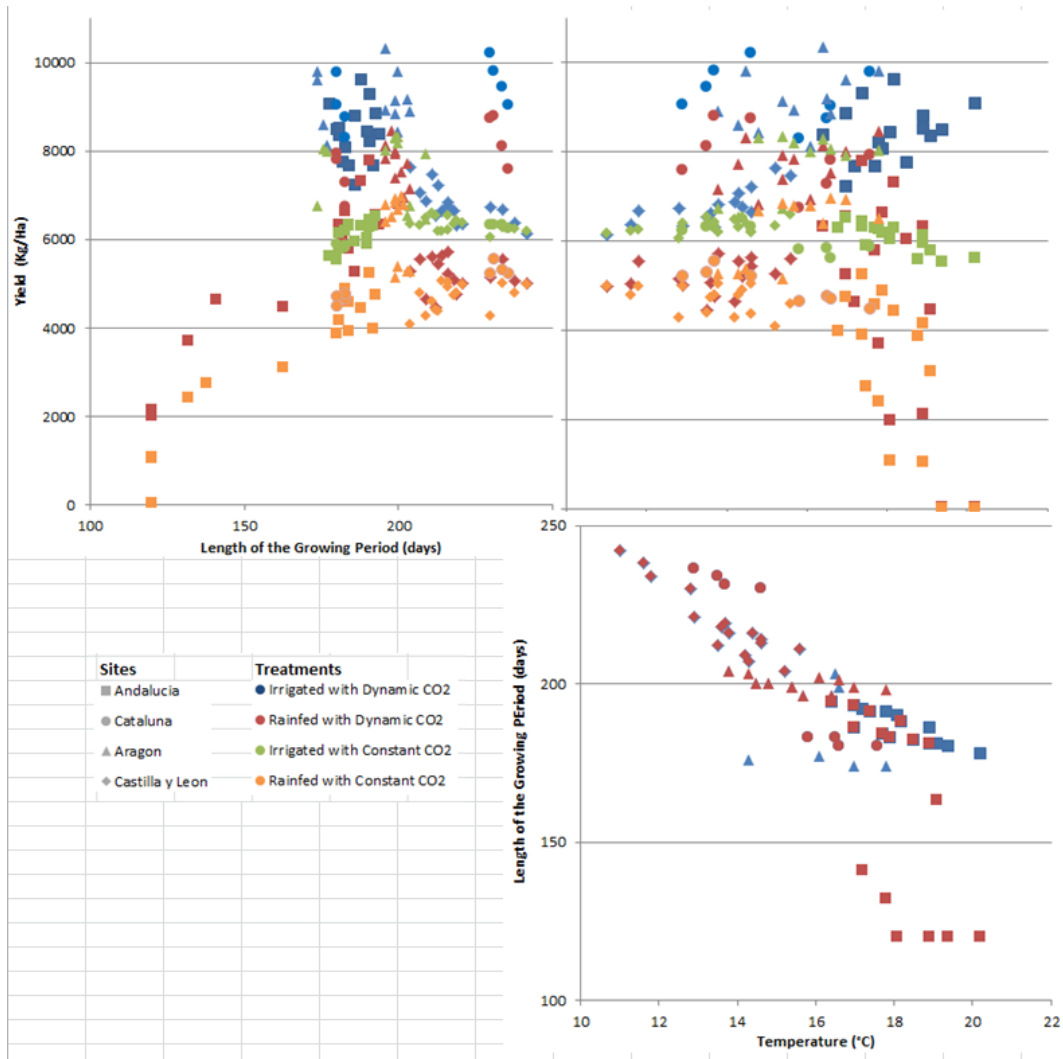 10000
8000
6000
4000
2000
0
Yield (Kg/Ha)
100 150 200
Length of the Growing Period (days)
Sites Treatments
Andalucia Irrigated with Dynamic CO2
Cataluna Rainfed with Dynamic CO2
Aragon Irrigated with Constant CO2
Castilla y Leon Rainfed with Constant CO2
250
200
150
100
Length of the Growing PEriod (days)
10 12 14 16 18 20 22
Temperature (°C)